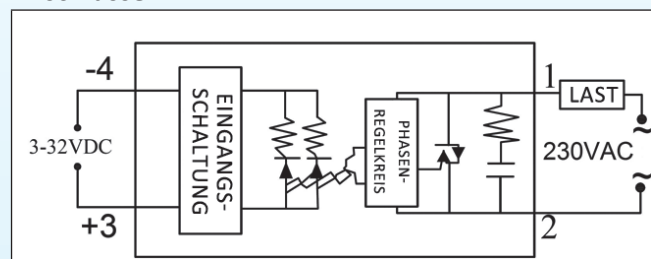 -4
3-32VDC
+3
EINGANGS-
SCHALTUNG
PHASEN-
REGELKREIS
1
LAST
~
230VAC
~
2